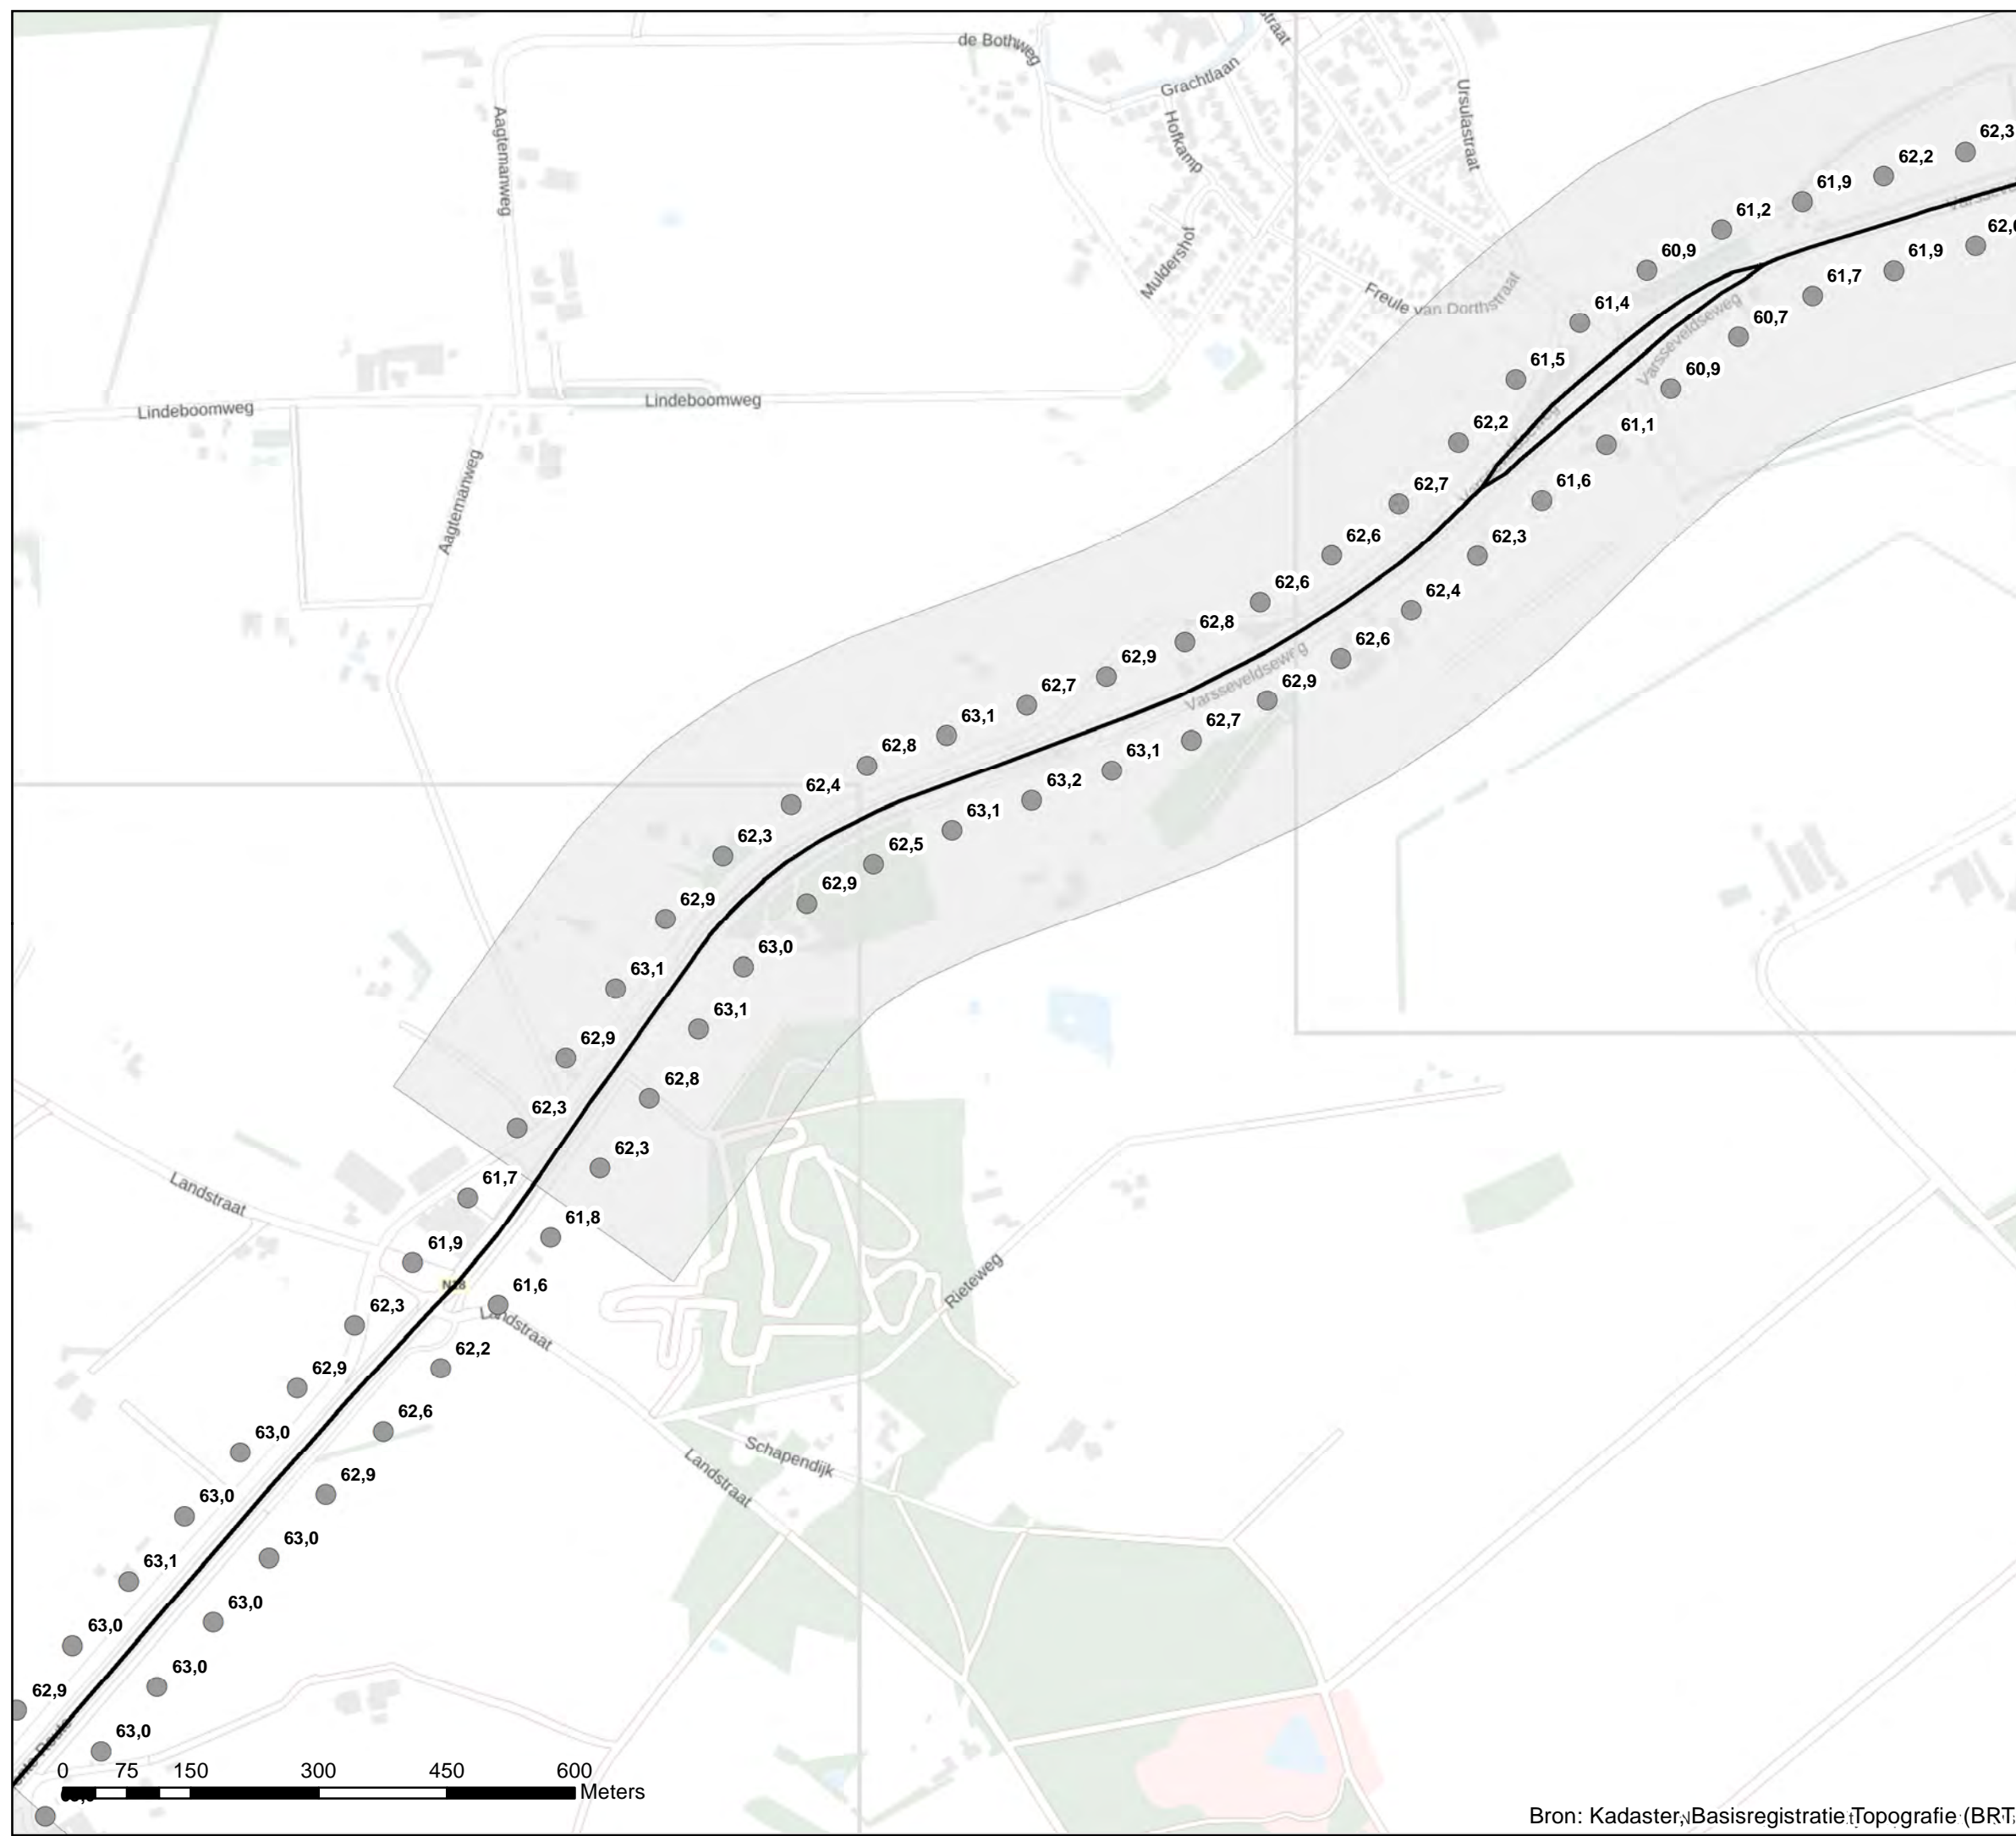 de Bothweg
Grachtlaan
Hofkamp
Ursulastraat
Aagtemanweg
Muldershof
Freule van Dorthstraat
Lindeboomweg
Lindeboomweg
Aagtemanweg
Varsseveldseweg
Varsseveldseweg
62,3
62,2
61,9
61,2
60,9
61,4
61,5
62,2
62,7
62,6
62,6
62,8
62,9
62,7
63,1
62,8
62,4
62,3
62,9
63,1
62,9
62,3
61,7
61,9
62,3
62,9
63,0
63,0
63,1
63,0
62,9
61,9
61,7
60,7
60,9
61,1
61,6
62,3
62,4
62,6
62,9
62,7
63,1
63,2
63,1
62,5
62,9
63,0
63,1
62,8
62,3
61,8
61,6
62,2
62,6
62,9
63,0
63,0
63,0
63,0
Landstraat
N18
Landstraat
Rieteweg
Schapendijk
Landstraat
0 75 150 300 450 600
Meters
Bron: Kadaster, Basisregistratie Topografie (BRT